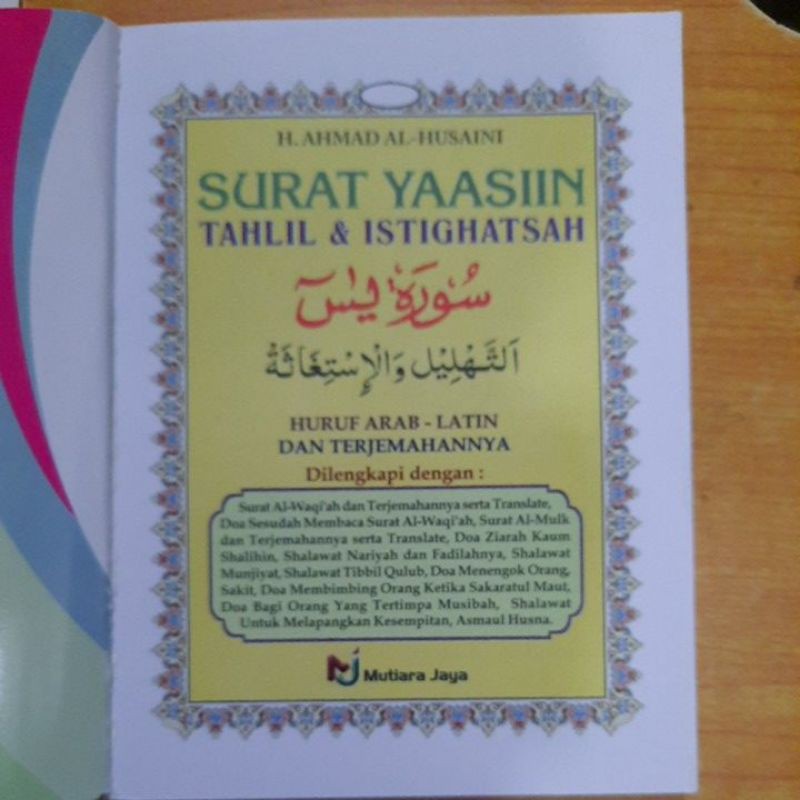 H. AHMAD AL-HUSAINI
SURAT YAASIIN
TAHLIL & ISTIGHATSAH
سُوْرَةُ يٰسٓ
اَلتَّهْلِيْل وَالْإِسْتِغَاثَةْ
HURUF ARAB - LATIN
DAN TERJEMAHANNYA
Dilengkapi dengan :
Surat Al-Waqi'ah dan Terjemahannya serta Translate,
Doa Sesudah Membaca Surat Al-Waqi'ah, Surat Al-Mulk
dan Terjemahannya serta Translate, Doa Ziarah Kaum
Shalihin, Shalawat Nariyah dan Fadilahnya, Shalawat
Munjiyat, Shalawat Tibbil Qulub, Doa Menengok Orang,
Sakit, Doa Membimbing Orang Ketika Sakaratul Maut,
Doa Bagi Orang Yang Tertimpa Musibah, Shalawat
Untuk Melapangkan Kesempitan, Asmaul Husna.
MJ Mutiara Jaya